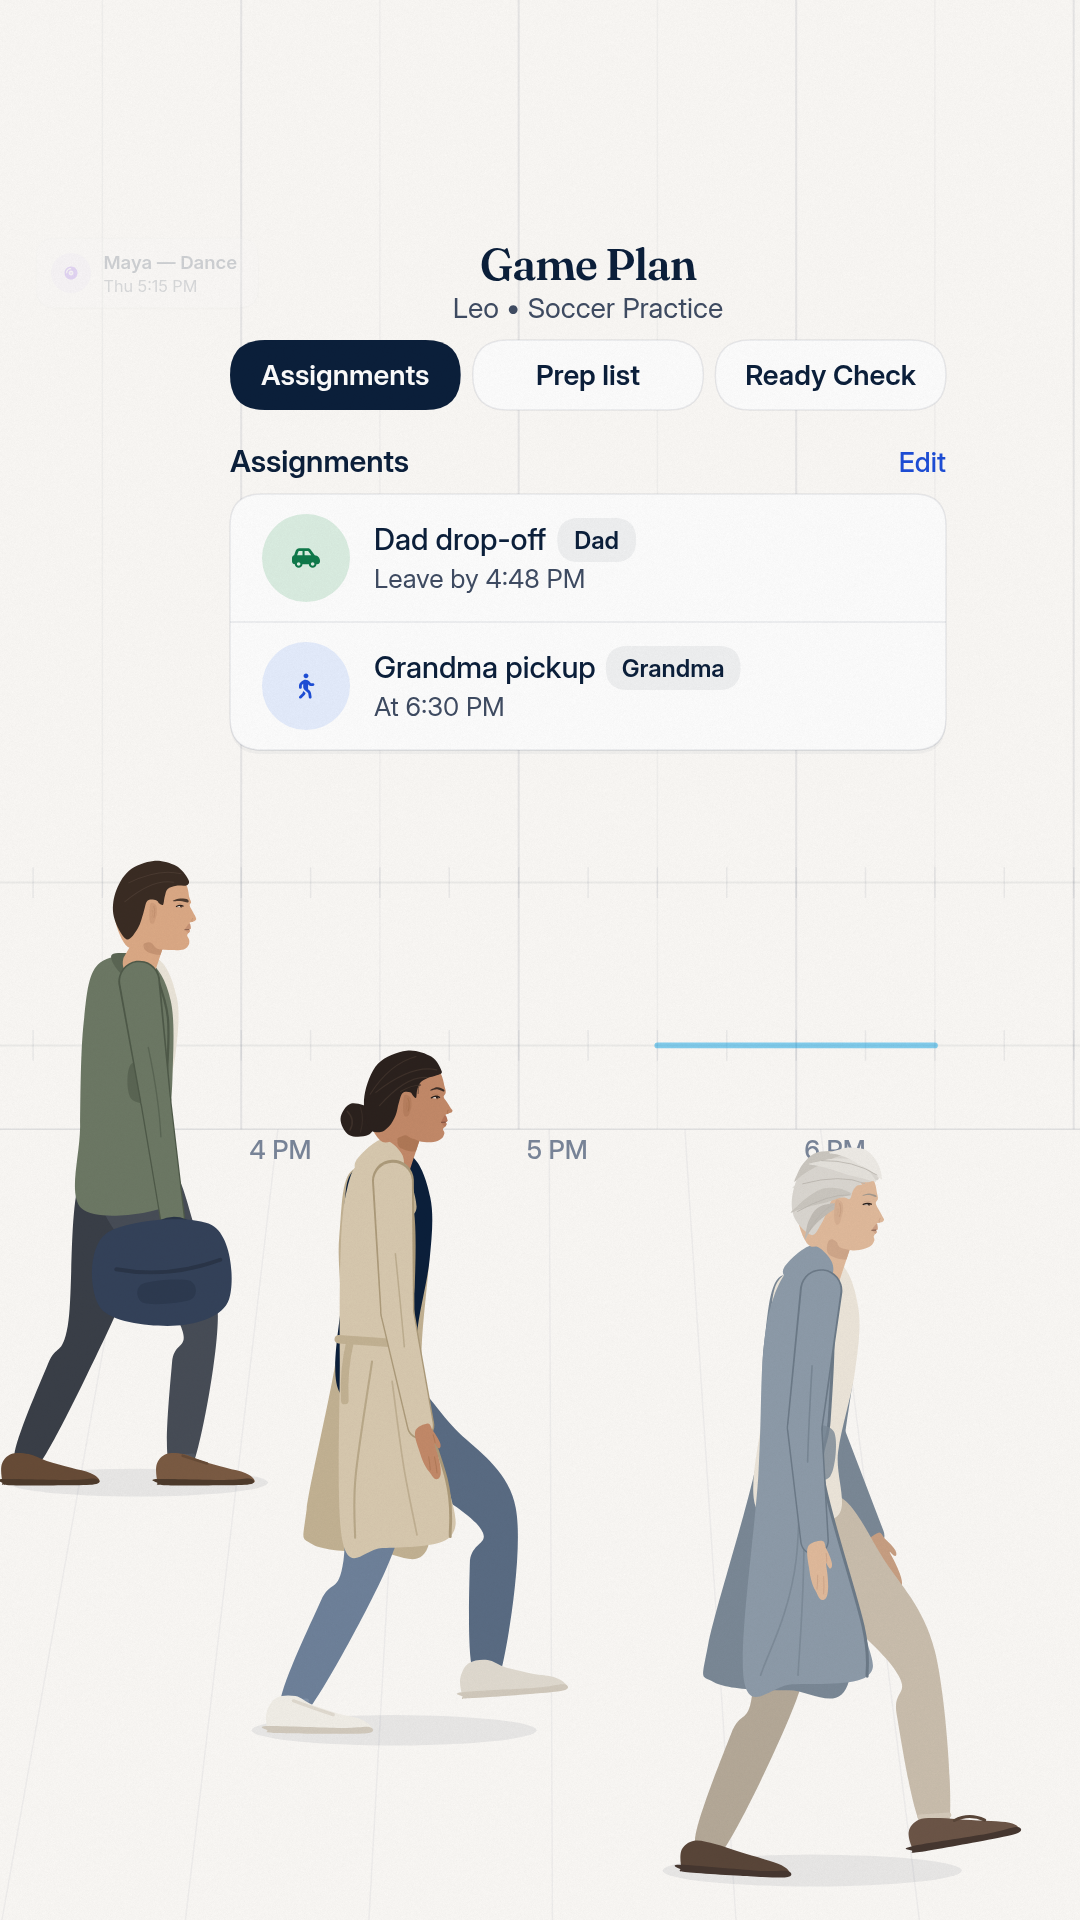 Maya — Dance
Thu 5:15 PM
Game Plan
Leo • Soccer Practice
Assignments
Prep list
Ready Check
Assignments
Edit
Dad drop-off
Dad
Leave by 4:48 PM
Grandma pickup
Grandma
At 6:30 PM
4 PM
5 PM
6 PM